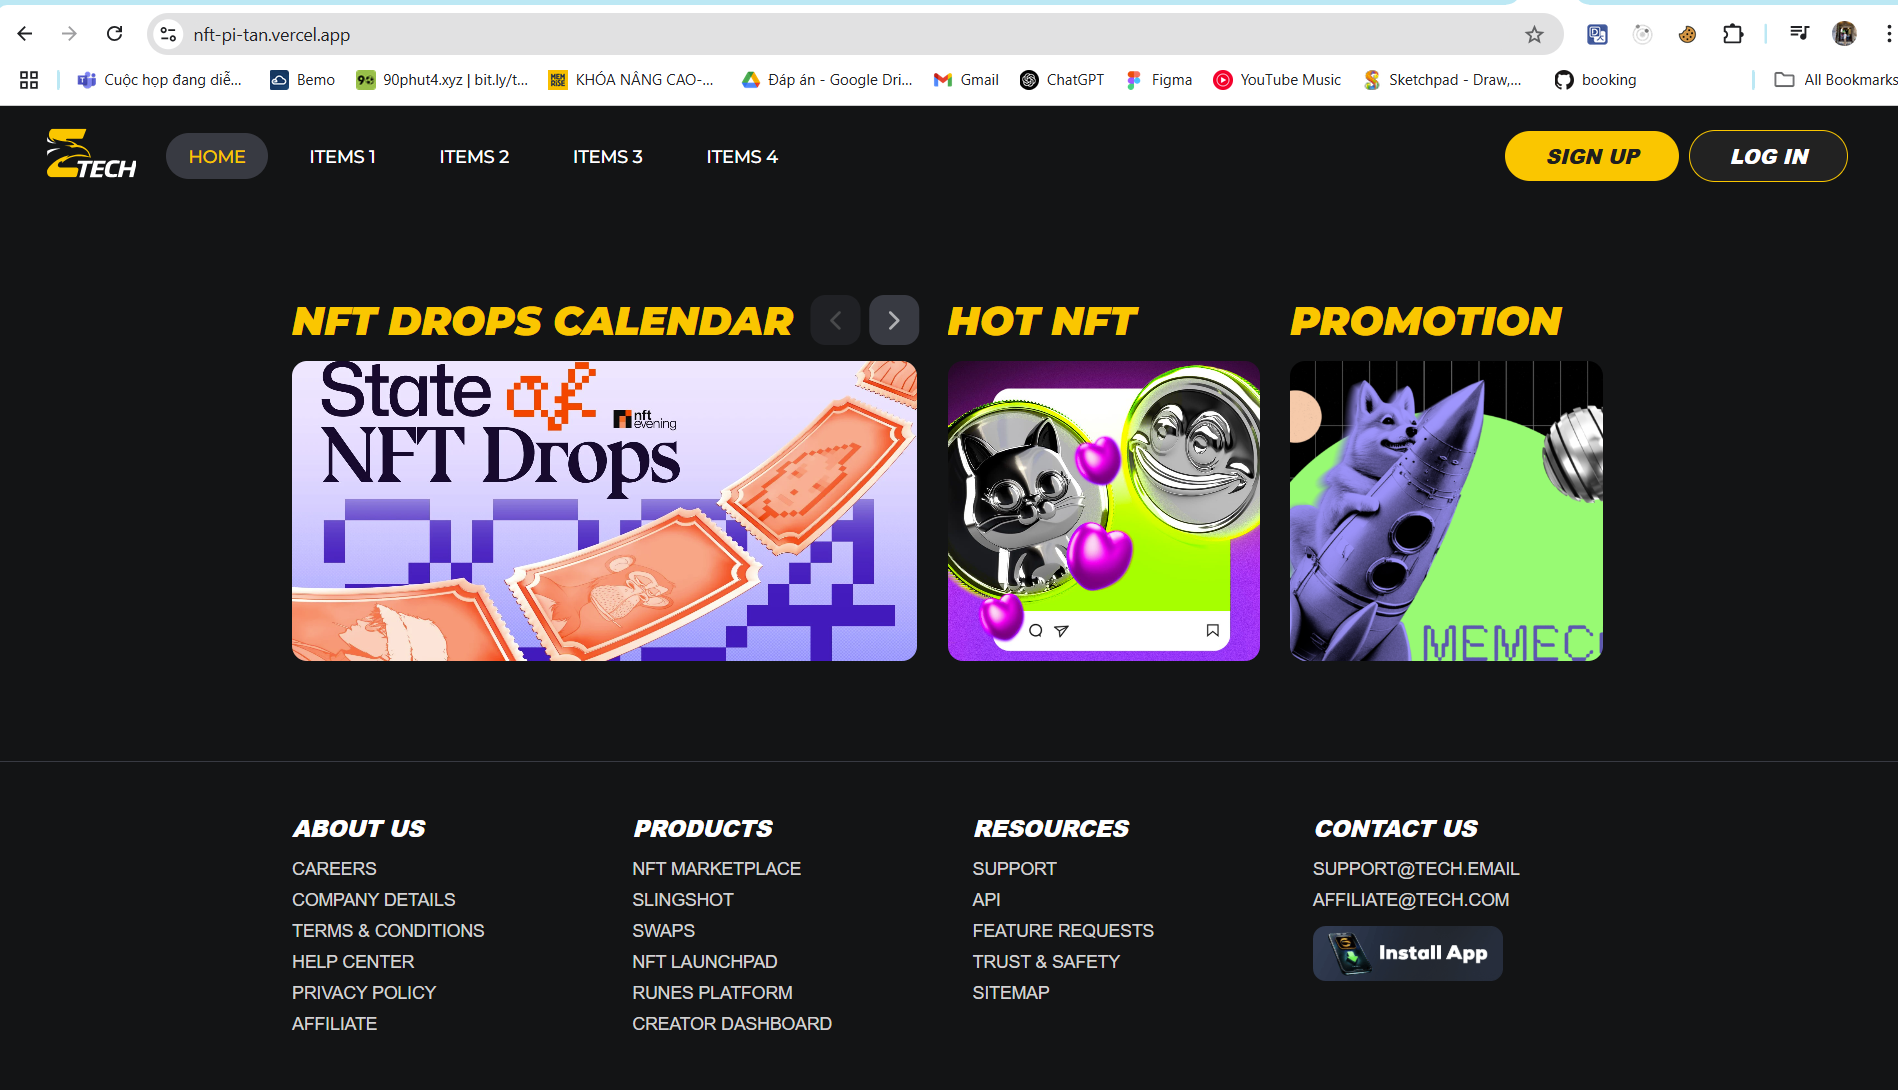 nft-pi-tan.vercel.app
Cuộc họp đang diễ...
Bemo
90phut4.xyz | bit.ly/t...
KHÓA NÂNG CAO-...
Đáp án - Google Dri...
Gmail
ChatGPT
Figma
YouTube Music
Sketchpad - Draw,...
booking
All Bookmarks
TECH
HOME
ITEMS 1
ITEMS 2
ITEMS 3
ITEMS 4
SIGN UP
LOG IN
NFT DROPS CALENDAR
HOT NFT
PROMOTION
State of
nft
evening
NFT Drops
MEMEC
ABOUT US
CAREERS
COMPANY DETAILS
TERMS & CONDITIONS
HELP CENTER
PRIVACY POLICY
AFFILIATE
PRODUCTS
NFT MARKETPLACE
SLINGSHOT
SWAPS
NFT LAUNCHPAD
RUNES PLATFORM
CREATOR DASHBOARD
RESOURCES
SUPPORT
API
FEATURE REQUESTS
TRUST & SAFETY
SITEMAP
CONTACT US
SUPPORT@TECH.EMAIL
AFFILIATE@TECH.COM
Install App